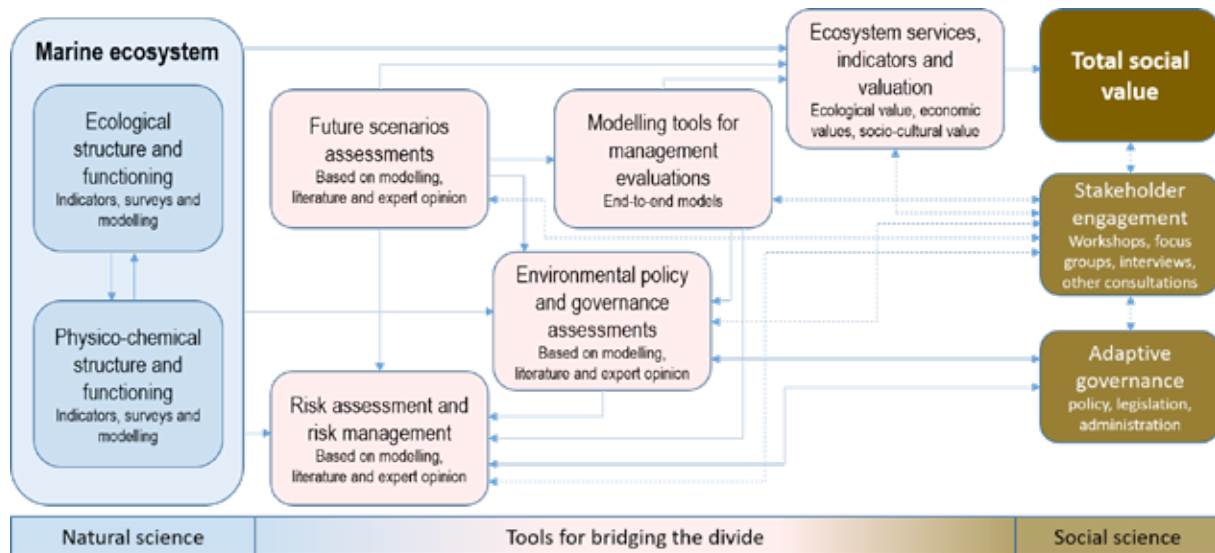 Marine ecosystem
Ecological
structure and
functioning
Indicators, surveys and
modelling
Physico-chemical
structure and
functioning
Indicators, surveys and
modelling
Future scenarios
assessments
Based on modelling,
literature and expert opinion
Risk assessment and
risk management
Based on modelling,
literature and expert opinion
Modelling tools for
management
evaluations
End-to-end models
Environmental policy
and governance
assessments
Based on modelling,
literature and expert opinion
Ecosystem services,
indicators and
valuation
Ecological value, economic
values, socio-cultural value
Total social
value
Stakeholder
engagement
Workshops, focus
groups, interviews,
other consultations
Adaptive
governance
policy, legislation,
administration
Natural science
Tools for bridging the divide
Social science